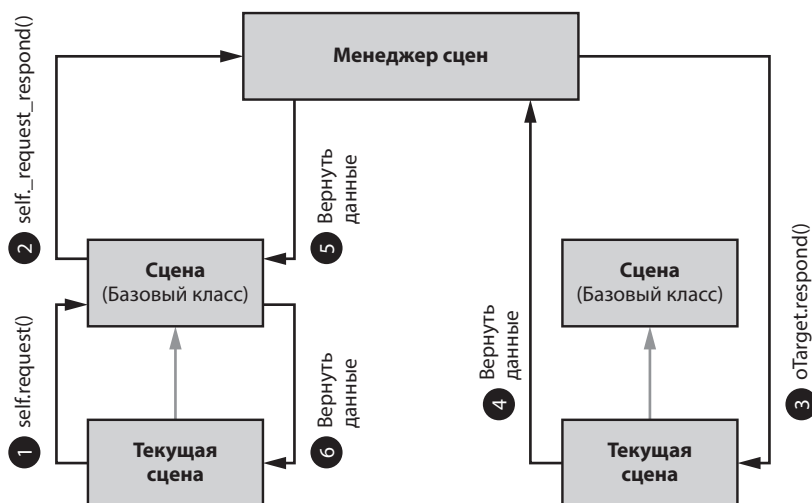 Менеджер сцен
2 self._request_respond()
5 Вернуть
данные
Сцена
(Базовый класс)
Сцена
(Базовый класс)
1 self.request()
6 Вернуть
данные
4 Вернуть
данные
3 oTarget.respond()
Текущая
сцена
Текущая
сцена